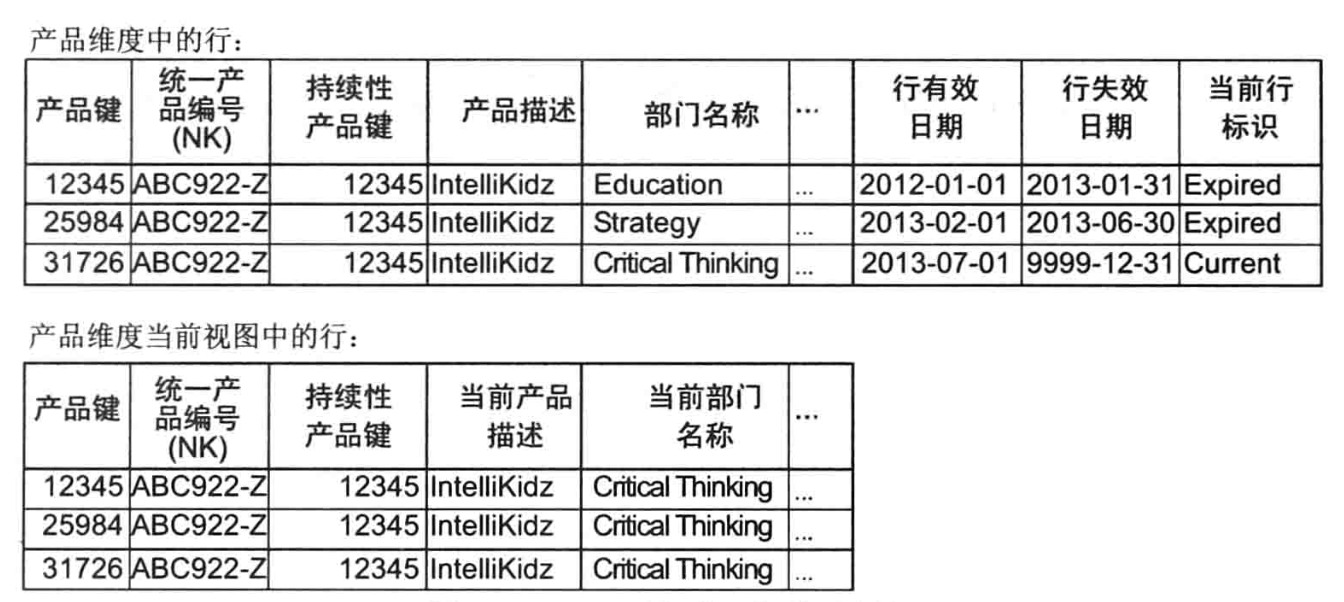 产品维度中的行：
产品键 统一产品编号(NK) 持续性产品键 产品描述 部门名称 … 行有效日期 行失效日期 当前行标识
12345 ABC922-Z 12345 IntelliKidz Education ... 2012-01-01 2013-01-31 Expired
25984 ABC922-Z 12345 IntelliKidz Strategy ... 2013-02-01 2013-06-30 Expired
31726 ABC922-Z 12345 IntelliKidz Critical Thinking ... 2013-07-01 9999-12-31 Current
产品维度当前视图中的行：
产品键 统一产品编号(NK) 持续性产品键 当前产品描述 当前部门名称 …
12345 ABC922-Z 12345 IntelliKidz Critical Thinking ...
25984 ABC922-Z 12345 IntelliKidz Critical Thinking ...
31726 ABC922-Z 12345 IntelliKidz Critical Thinking ...